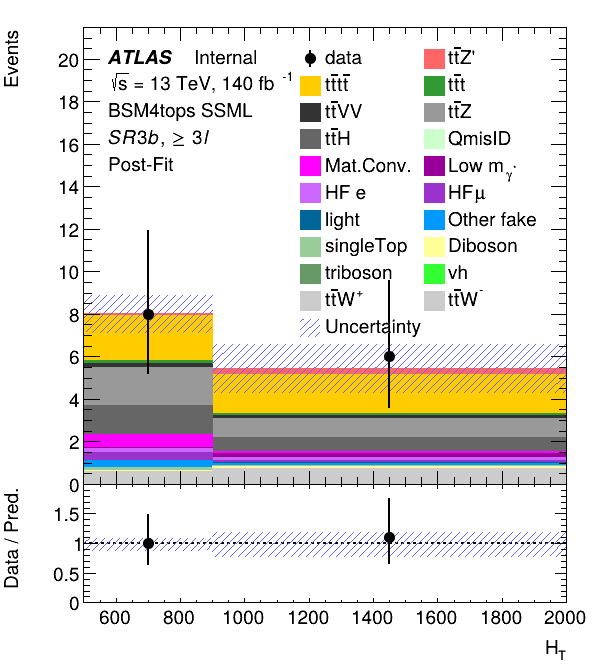 Events
20
18
16
14
12
10
8
6
4
2
0
ATLAS Internal
√s = 13 TeV, 140 fb⁻¹
BSM4tops SSML
SR3b, ≥ 3l
Post-Fit
data
tt̄Z'
tt̄tt̄
tt̄t
tt̄VV
tt̄Z
tt̄H
QmisID
Mat.Conv.
Low m_γ*
HF e
HFμ
light
Other fake
singleTop
Diboson
triboson
vh
tt̄W⁺
tt̄W⁻
Uncertainty
Data / Pred.
1.5
1
0.5
0
600 800 1000 1200 1400 1600 1800 2000
H_T